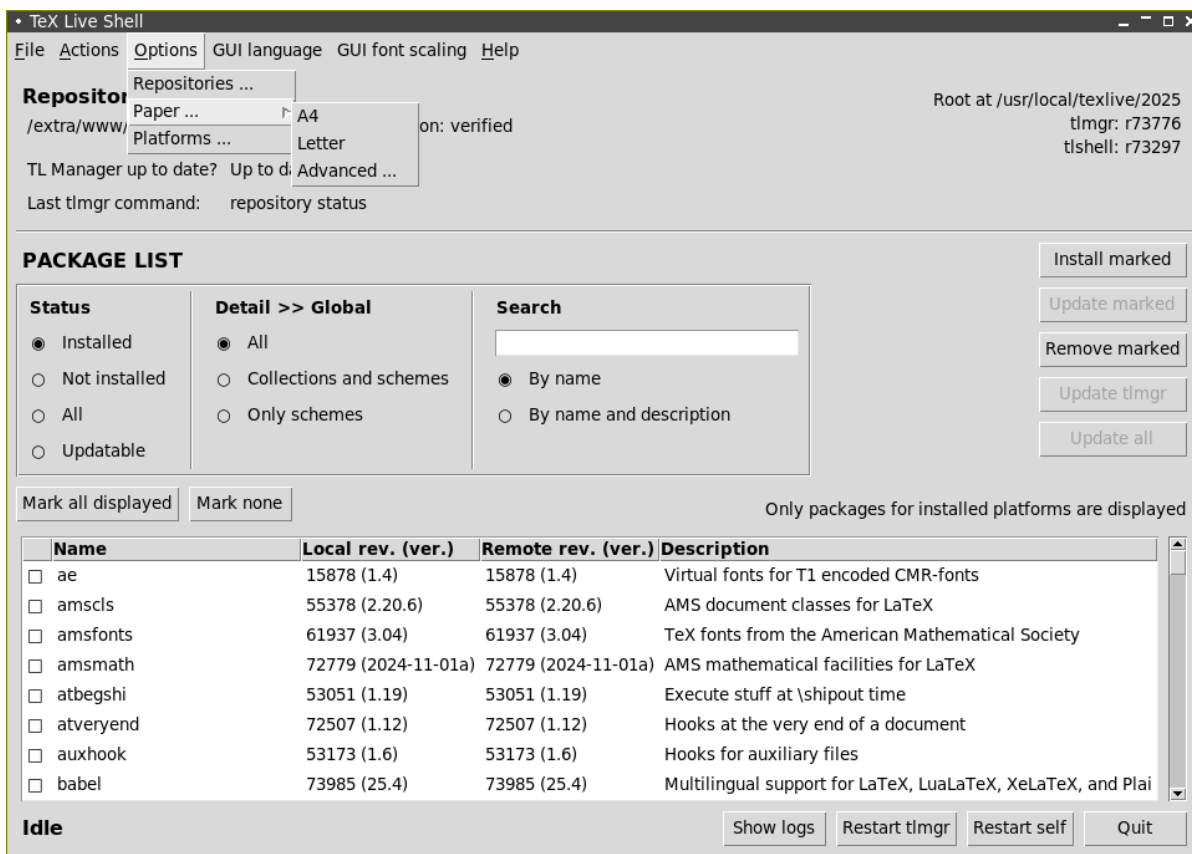 TeX Live Shell
File Actions Options GUI language GUI font scaling Help
Repositories ...
Paper ...
Platforms ...
A4
Letter
Advanced ...
/extra/www/ on: verified
Root at /usr/local/texlive/2025
tlmgr: r73776
tlshell: r73297
TL Manager up to date? Up to
Last tlmgr command: repository status
PACKAGE LIST
Install marked
Update marked
Remove marked
Update tlmgr
Update all
Status
Installed
Not installed
All
Updatable
Detail >> Global
All
Collections and schemes
Only schemes
Search
By name
By name and description
Mark all displayed Mark none
Only packages for installed platforms are displayed
Name Local rev. (ver.) Remote rev. (ver.) Description
ae 15878 (1.4) 15878 (1.4) Virtual fonts for T1 encoded CMR-fonts
amscls 55378 (2.20.6) 55378 (2.20.6) AMS document classes for LaTeX
amsfonts 61937 (3.04) 61937 (3.04) TeX fonts from the American Mathematical Society
amsmath 72779 (2024-11-01a) 72779 (2024-11-01a) AMS mathematical facilities for LaTeX
atbegshi 53051 (1.19) 53051 (1.19) Execute stuff at \shipout time
atveryend 72507 (1.12) 72507 (1.12) Hooks at the very end of a document
auxhook 53173 (1.6) 53173 (1.6) Hooks for auxiliary files
babel 73985 (25.4) 73985 (25.4) Multilingual support for LaTeX, LuaLaTeX, XeLaTeX, and Plai
Idle
Show logs Restart tlmgr Restart self Quit